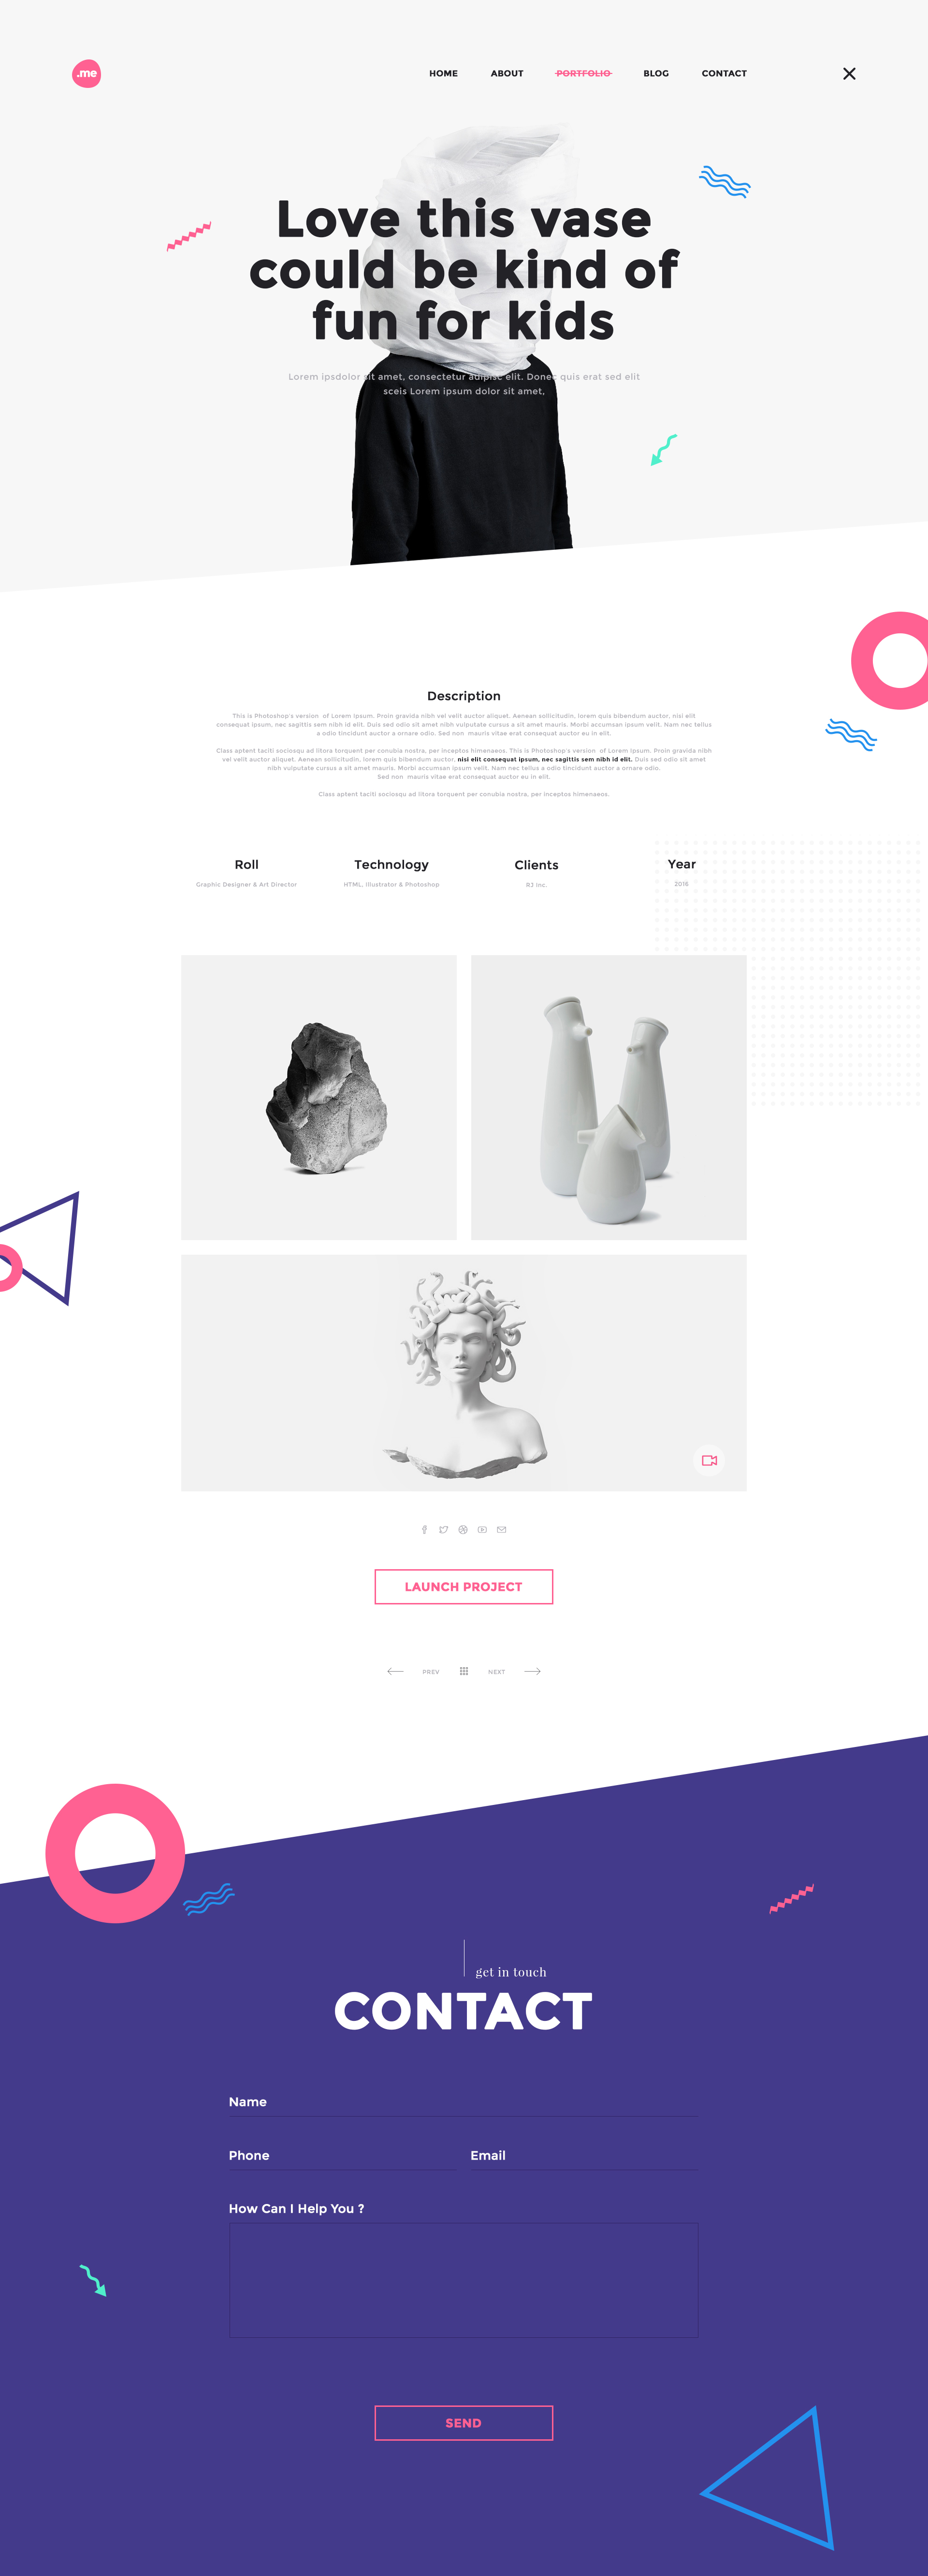 .me
HOME
ABOUT
PORTFOLIO
BLOG
CONTACT
Love this vase
could be kind of
fun for kids
Lorem ipsdolor sit amet, consectetur adipisc elit. Donec quis erat sed elit
sceis Lorem ipsum dolor sit amet,
Description
This is Photoshop's version of Lorem Ipsum. Proin gravida nibh vel velit auctor aliquet. Aenean sollicitudin, lorem quis bibendum auctor, nisi elit
consequat ipsum, nec sagittis sem nibh id elit. Duis sed odio sit amet nibh vulputate cursus a sit amet mauris. Morbi accumsan ipsum velit. Nam nec tellus
a odio tincidunt auctor a ornare odio. Sed non mauris vitae erat consequat auctor eu in elit.
Class aptent taciti sociosqu ad litora torquent per conubia nostra, per inceptos himenaeos. This is Photoshop's version of Lorem Ipsum. Proin gravida nibh
vel velit auctor aliquet. Aenean sollicitudin, lorem quis bibendum auctor, nisi elit consequat ipsum, nec sagittis sem nibh id elit. Duis sed odio sit amet
nibh vulputate cursus a sit amet mauris. Morbi accumsan ipsum velit. Nam nec tellus a odio tincidunt auctor a ornare odio.
Sed non mauris vitae erat consequat auctor eu in elit.
Class aptent taciti sociosqu ad litora torquent per conubia nostra, per inceptos himenaeos.
Roll
Graphic Designer & Art Director
Technology
HTML, Illustrator & Photoshop
Clients
RJ Inc.
Year
2016
LAUNCH PROJECT
PREV
NEXT
get in touch
CONTACT
Name
Phone
Email
How Can I Help You ?
SEND